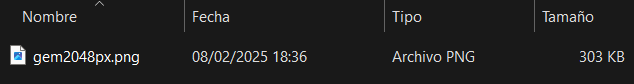 Nombre Fecha Tipo Tamaño
gem2048px.png 08/02/2025 18:36 Archivo PNG 303 KB